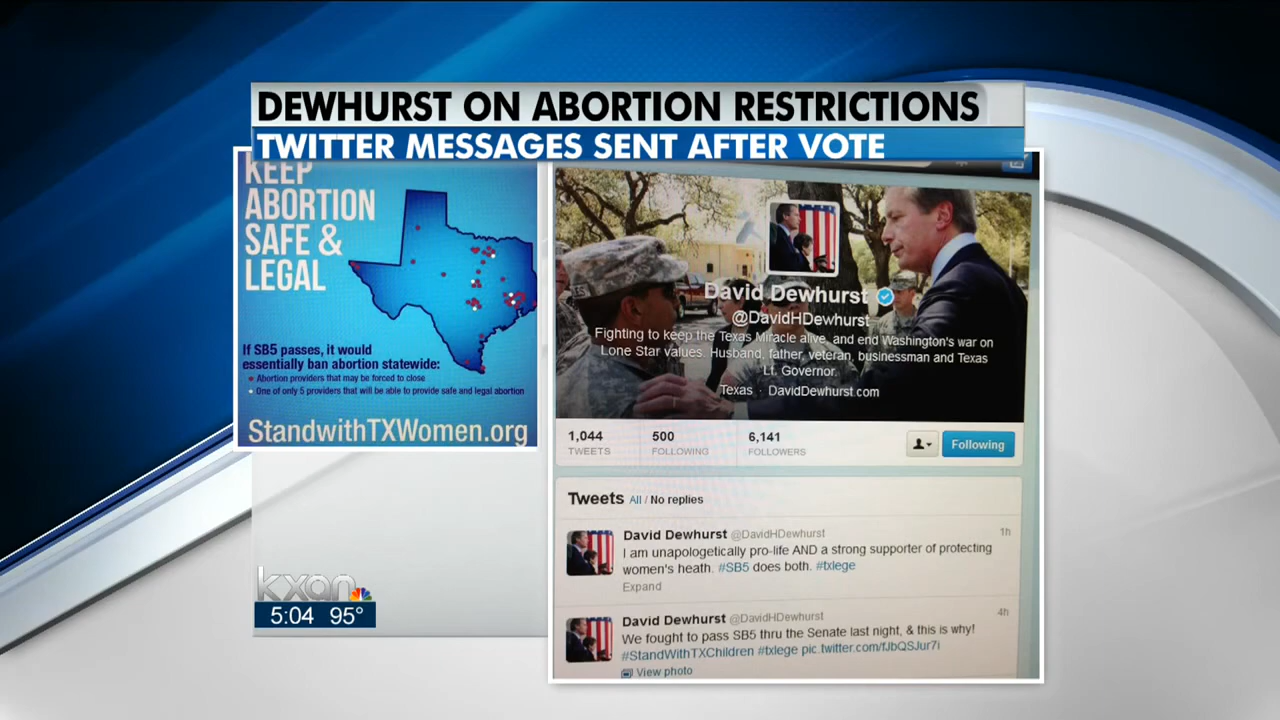 DEWHURST ON ABORTION RESTRICTIONS
TWITTER MESSAGES SENT AFTER VOTE
KEEP
ABORTION
SAFE &
LEGAL
If SB5 passes, it would
essentially ban abortion statewide:
Abortion providers that may be forced to close
One of only 5 providers that will be able to provide safe and legal abortion
StandwithTXWomen.org
David Dewhurst
@DavidHDewhurst
Fighting to keep the Texas Miracle alive, and end Washington's war on
Lone Star values. Husband, father, veteran, businessman and Texas
Lt. Governor.
Texas · DavidDewhurst.com
1,044
TWEETS
500
FOLLOWING
6,141
FOLLOWERS
Following
Tweets All / No replies
David Dewhurst @DavidHDewhurst 1h
I am unapologetically pro-life AND a strong supporter of protecting
women's heath. #SB5 does both. #txlege
Expand
David Dewhurst @DavidHDewhurst 4h
We fought to pass SB5 thru the Senate last night, & this is why!
#StandWithTXChildren #txlege pic.twitter.com/fJbQSJur7i
View photo
kxan
5:04 95°